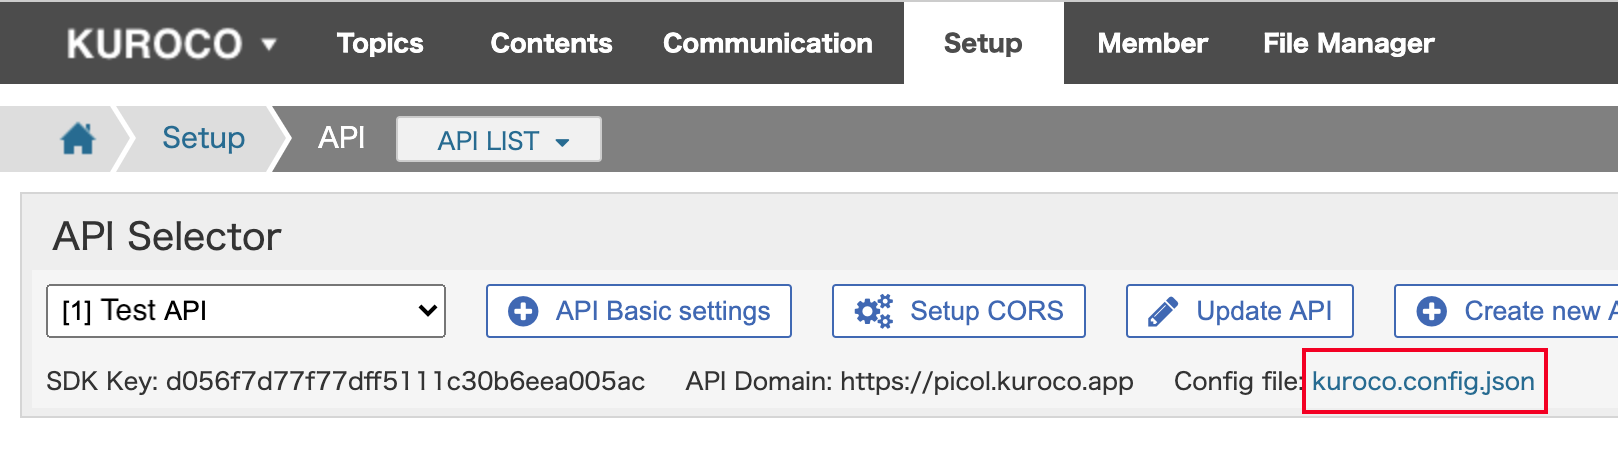 KUROCO Topics Contents Communication Setup Member File Manager
Setup API API LIST
API Selector
[1] Test API API Basic settings Setup CORS Update API Create new A
SDK Key: d056f7d77f77dff5111c30b6eea005ac API Domain: https://picol.kuroco.app Config file: kuroco.config.json